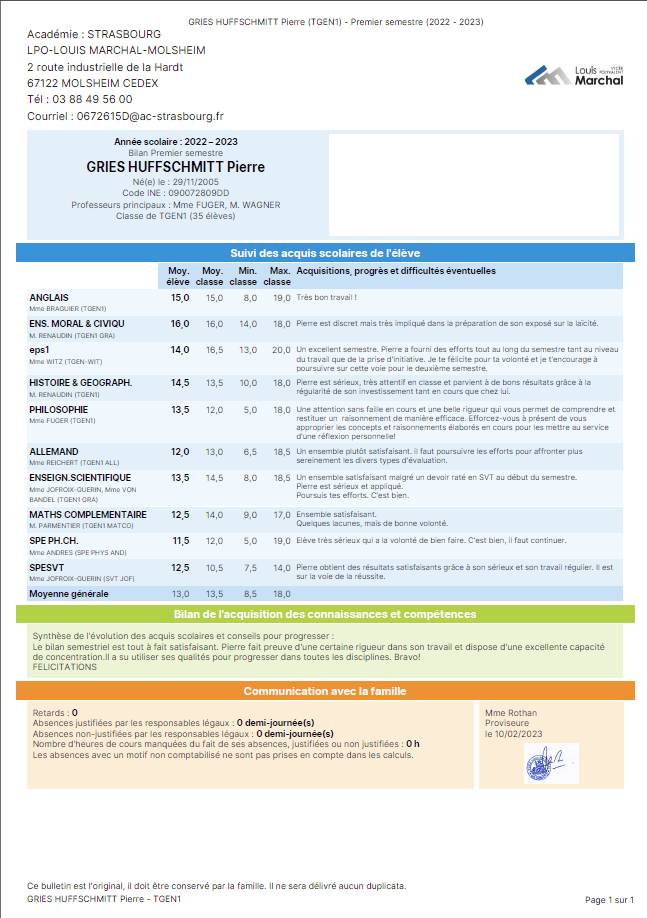 GRIES HUFFSCHMITT Pierre (TGEN1) - Premier semestre (2022 - 2023)
Académie : STRASBOURG
LPO-LOUIS MARCHAL-MOLSHEIM
2 route industrielle de la Hardt
67122 MOLSHEIM CEDEX
Tél : 03 88 49 56 00
Courriel : 0672615D@ac-strasbourg.fr
Louis LYCÉE POLYVALENT
Marchal
Année scolaire : 2022 – 2023
Bilan Premier semestre
GRIES HUFFSCHMITT Pierre
Né(e) le : 29/11/2005
Code INE : 090072809DD
Professeurs principaux : Mme FUGER, M. WAGNER
Classe de TGEN1 (35 élèves)
Suivi des acquis scolaires de l'élève
Moy. élève Moy. classe Min. classe Max. classe Acquisitions, progrès et difficultés éventuelles
ANGLAIS 15,0 15,0 8,0 19,0 Très bon travail !
Mme BRAGUIER (TGEN1)
ENS. MORAL & CIVIQU 16,0 16,0 14,0 18,0 Pierre est discret mais très impliqué dans la préparation de son exposé sur la laïcité.
M. RENAUDIN (TGEN1 GRA)
eps1 14,0 16,5 13,0 20,0 Un excellent semestre. Pierre a fourni des efforts tout au long du semestre tant au niveau
Mme WITZ (TGEN-WIT) du travail que de la prise d'initiative. Je te félicite pour ta volonté et je t'encourage à
poursuivre sur cette voie pour le deuxième semestre.
HISTOIRE & GEOGRAPH. 14,5 13,5 10,0 18,0 Pierre est sérieux, très attentif en classe et parvient à de bons résultats grâce à la
M. RENAUDIN (TGEN1) régularité de son investissement tant en cours que chez lui.
PHILOSOPHIE 13,5 12,0 5,0 18,0 Une attention sans faille en cours et une belle rigueur qui vous permet de comprendre et
Mme FUGER (TGEN1) restituer un raisonnement de manière efficace. Efforcez-vous à présent de vous
approprier les concepts et raisonnements élaborés en cours pour les mettre au service
d'une réflexion personnelle!
ALLEMAND 12,0 13,0 6,5 18,5 Un ensemble plutôt satisfaisant. il faut poursuivre les efforts pour affronter plus
Mme REICHERT (TGEN1 ALL) sereinement les divers types d'évaluation.
ENSEIGN.SCIENTIFIQUE 13,5 14,5 8,0 18,5 Un ensemble satisfaisant malgré un devoir raté en SVT au début du semestre.
Mme JOFROIX-GUERIN, Mme VON Pierre est sérieux et appliqué.
BANDEL (TGEN1 GRA) Poursuis tes efforts. C'est bien.
MATHS COMPLEMENTAIRE 12,5 14,0 9,0 17,0 Ensemble satisfaisant.
M. PARMENTIER (TGEN1 MATCO) Quelques lacunes, mais de bonne volonté.
SPE PH.CH. 11,5 12,0 5,0 19,0 Elève très sérieux qui a la volonté de bien faire. C'est bien, il faut continuer.
Mme ANDRES (SPE PHYS AND)
SPESVT 12,5 10,5 7,5 14,0 Pierre obtient des résultats satisfaisants grâce à son sérieux et son travail régulier. Il est
Mme JOFROIX-GUERIN (SVT JOF) sur la voie de la réussite.
Moyenne générale 13,0 13,5 8,5 18,0
Bilan de l'acquisition des connaissances et compétences
Synthèse de l'évolution des acquis scolaires et conseils pour progresser :
Le bilan semestriel est tout à fait satisfaisant. Pierre fait preuve d'une certaine rigueur dans son travail et dispose d'une excellente capacité
de concentration.Il a su utiliser ses qualités pour progresser dans toutes les disciplines. Bravo!
FELICITATIONS
Communication avec la famille
Retards : 0
Absences justifiées par les responsables légaux : 0 demi-journée(s)
Absences non-justifiées par les responsables légaux : 0 demi-journée(s)
Nombre d'heures de cours manquées du fait de ses absences, justifiées ou non justifiées : 0 h
Les absences avec un motif non comptabilisé ne sont pas prises en compte dans les calculs.
Mme Rothan
Proviseure
le 10/02/2023
Ce bulletin est l'original, il doit être conservé par la famille. Il ne sera délivré aucun duplicata.
GRIES HUFFSCHMITT Pierre - TGEN1
Page 1 sur 1